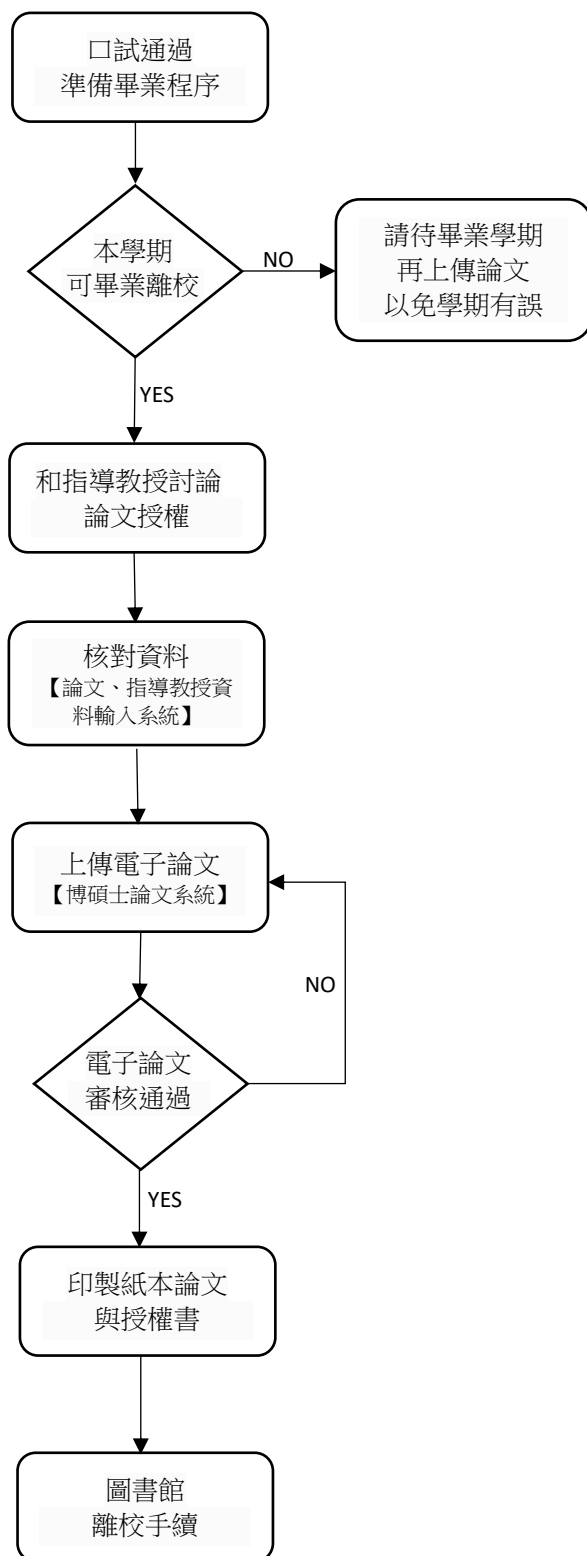 口試通過
準備畢業程序
本學期
可畢業離校
NO
請待畢業學期
再上傳論文
以免學期有誤
YES
和指導教授討論
論文授權
核對資料
【論文、指導教授資
料輸入系統】
上傳電子論文
【博碩士論文系統】
NO
電子論文
審核通過
YES
印製紙本論文
與授權書
圖書館
離校手續